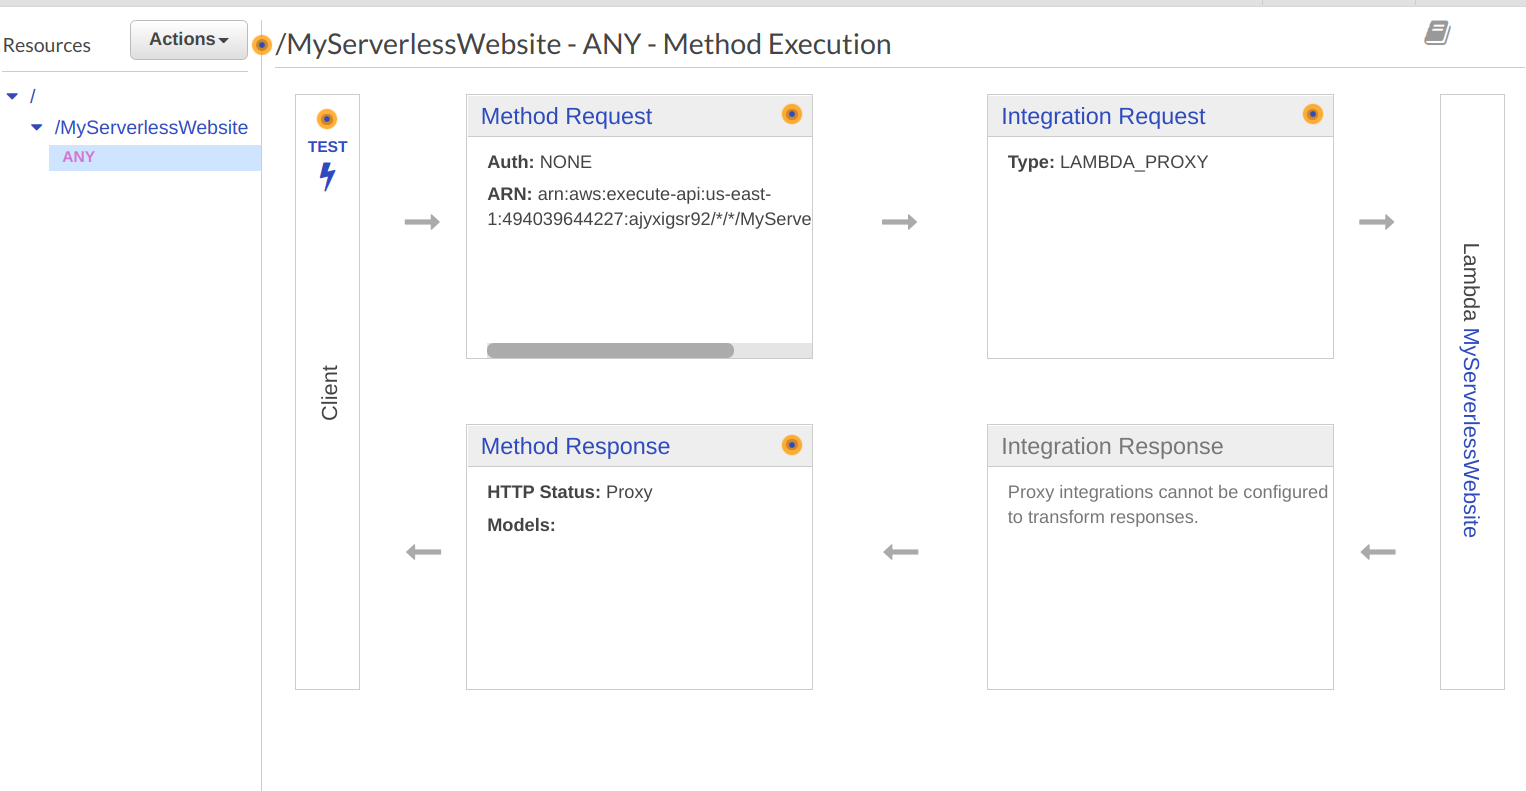 Resources
Actions
/MyServerlessWebsite - ANY - Method Execution
/
/MyServerlessWebsite
ANY
TEST
Client
Method Request
Auth: NONE
ARN: arn:aws:execute-api:us-east-
1:494039644227:ajyxigsr92/*/*/MyServe
Integration Request
Type: LAMBDA_PROXY
Lambda MyServerlessWebsite
Method Response
HTTP Status: Proxy
Models:
Integration Response
Proxy integrations cannot be configured
to transform responses.